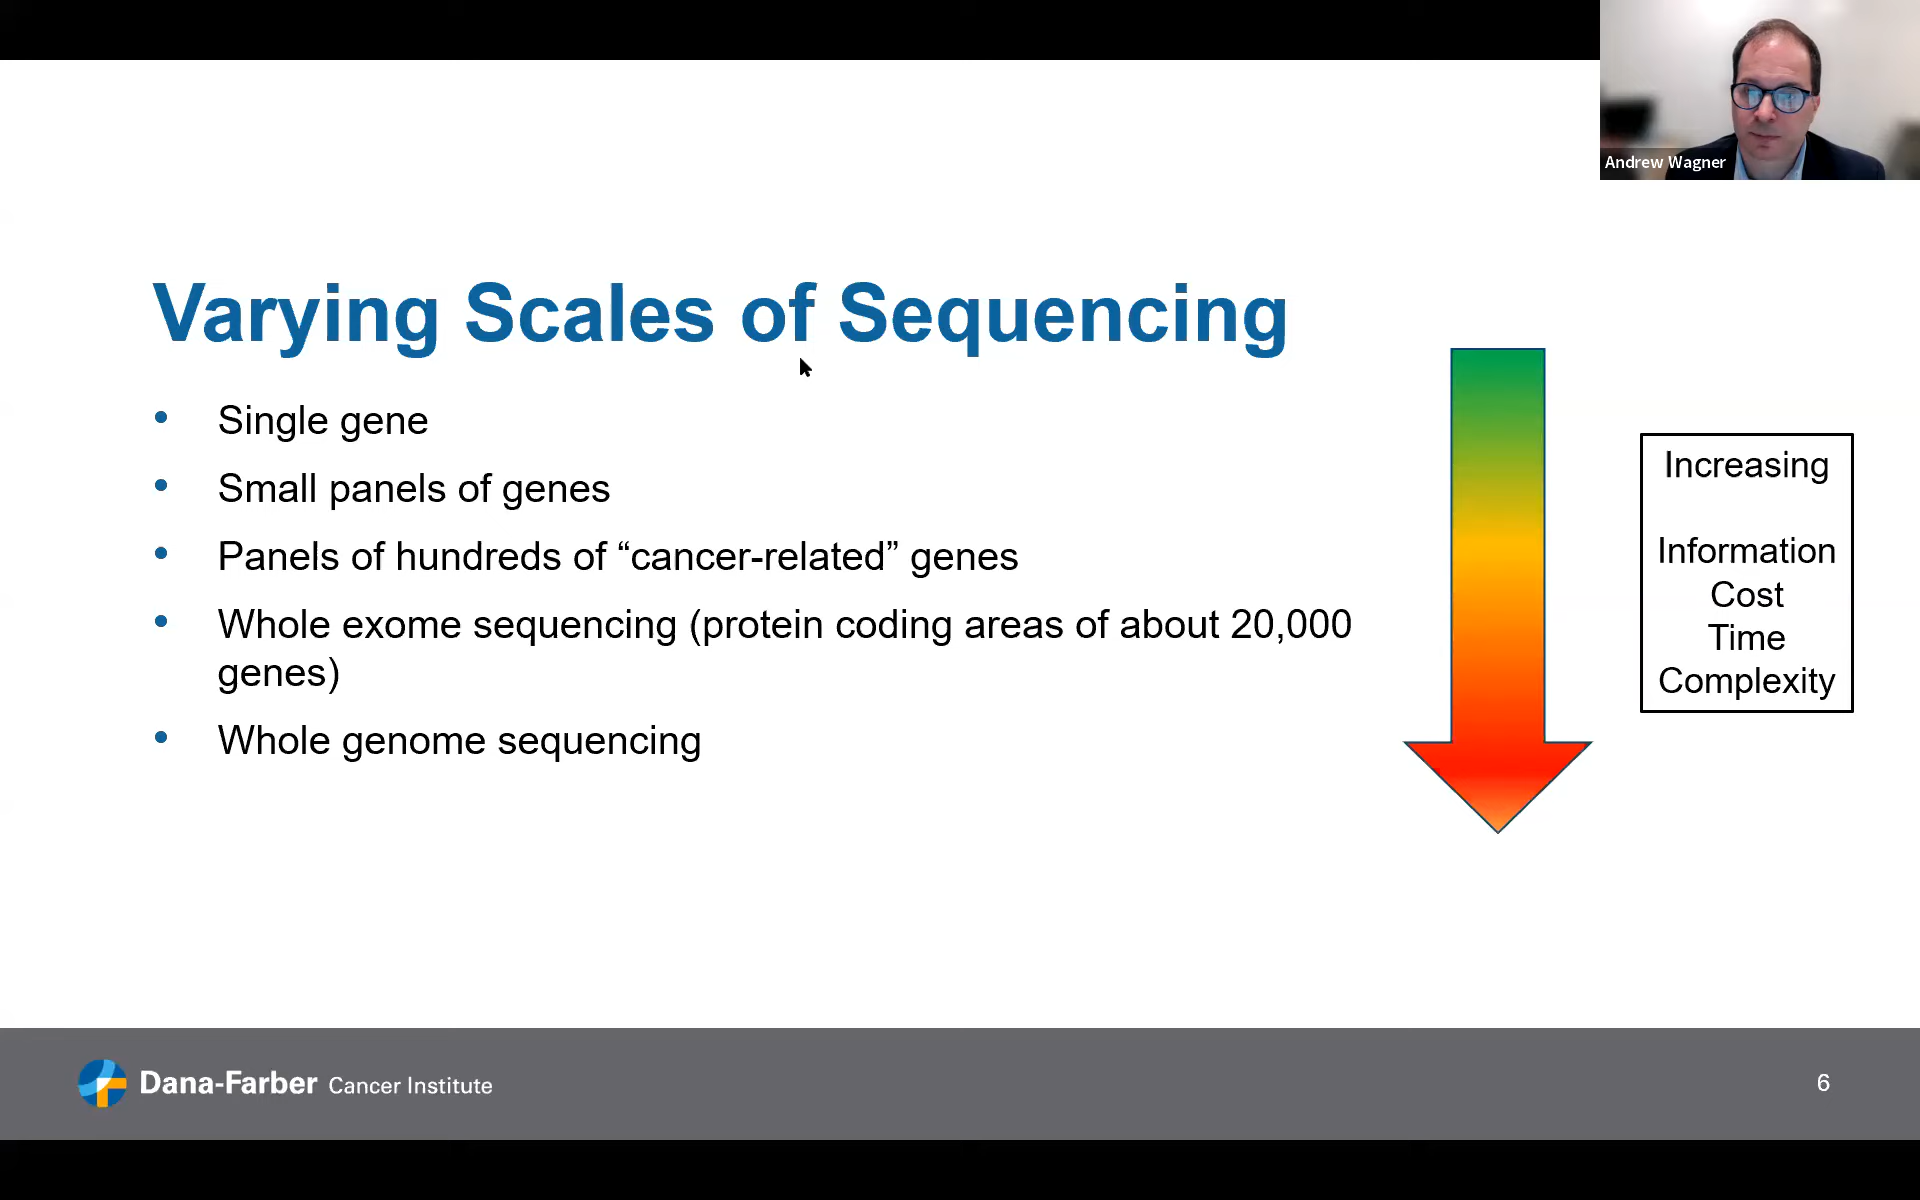 Andrew Wagner
Varying Scales of Sequencing
• Single gene
• Small panels of genes
• Panels of hundreds of “cancer-related” genes
• Whole exome sequencing (protein coding areas of about 20,000
genes)
• Whole genome sequencing
Increasing
Information
Cost
Time
Complexity
Dana-Farber Cancer Institute
6